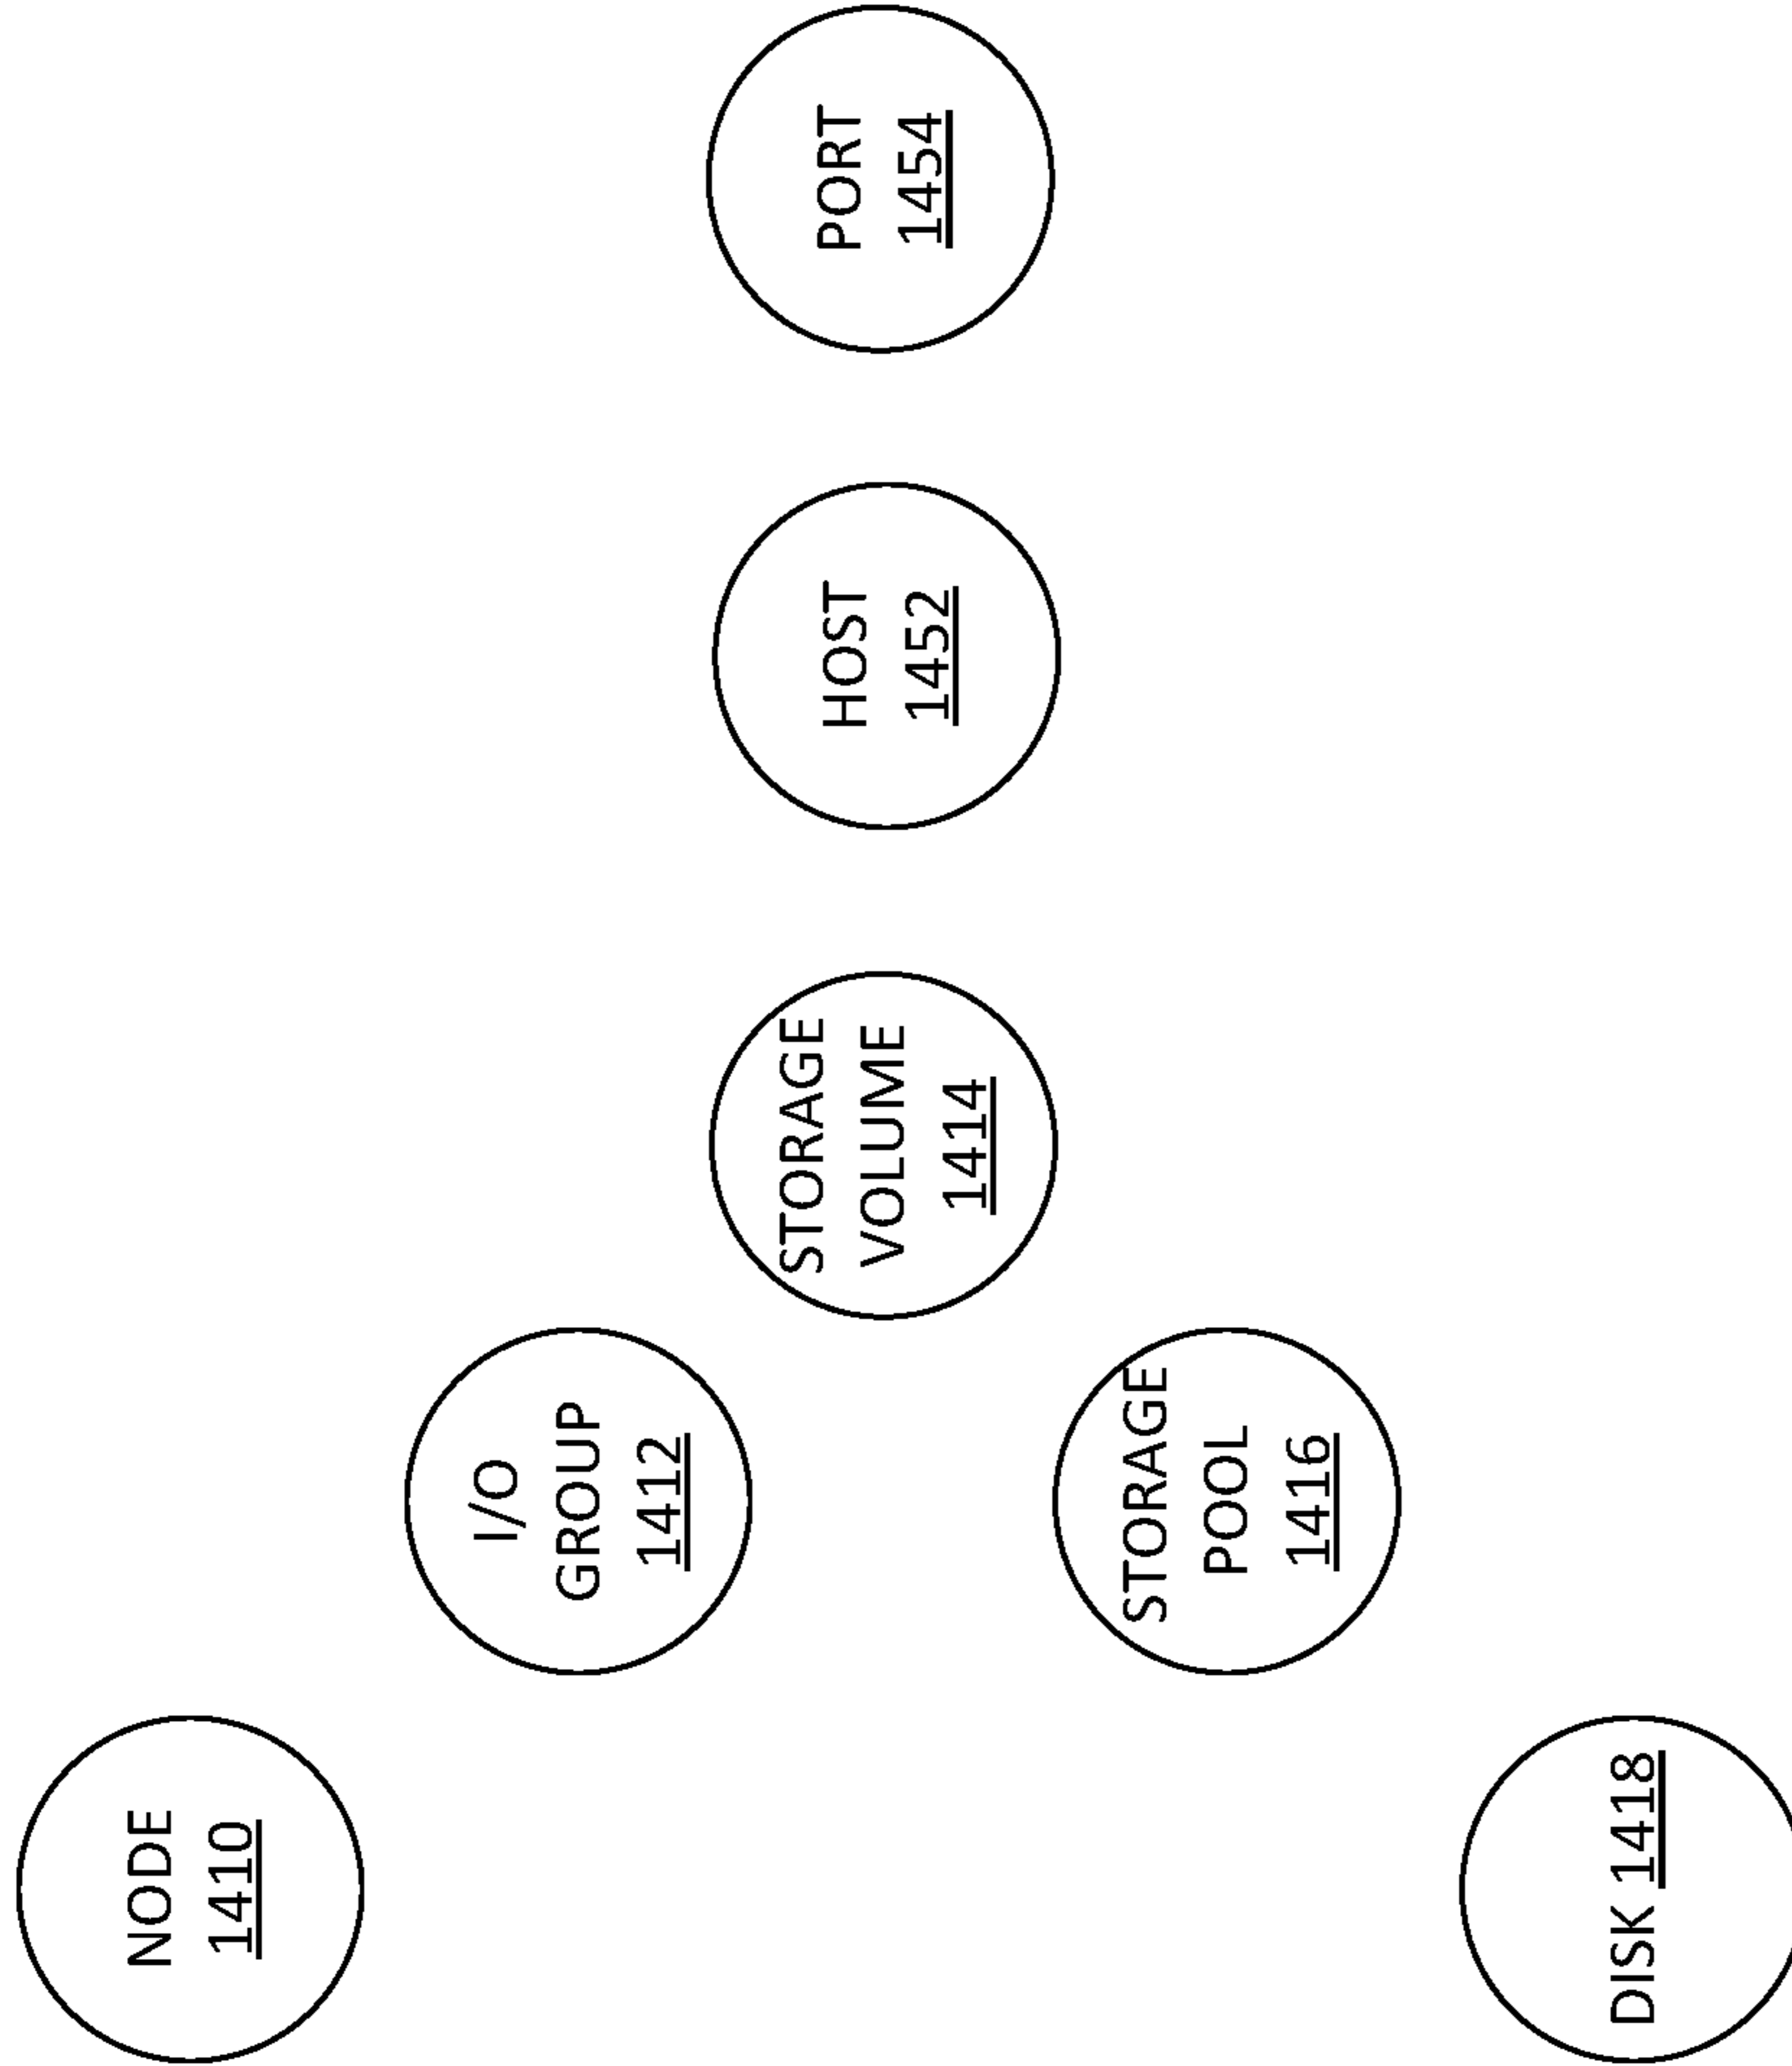 NODE
1410
I/O
GROUP
1412
STORAGE
VOLUME
1414
HOST
1452
PORT
1454
STORAGE
POOL
1416
DISK 1418